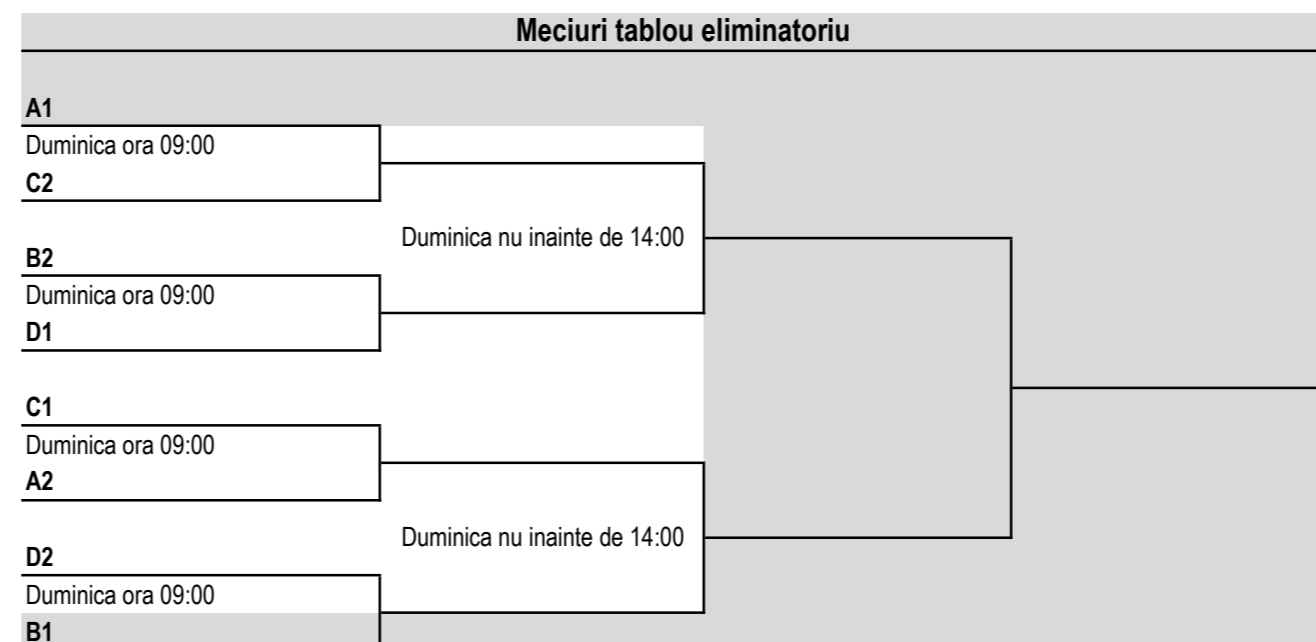 Meciuri tablou eliminatoriu
A1
Duminica ora 09:00
C2
Duminica nu inainte de 14:00
B2
Duminica ora 09:00
D1
C1
Duminica ora 09:00
A2
Duminica nu inainte de 14:00
D2
Duminica ora 09:00
B1